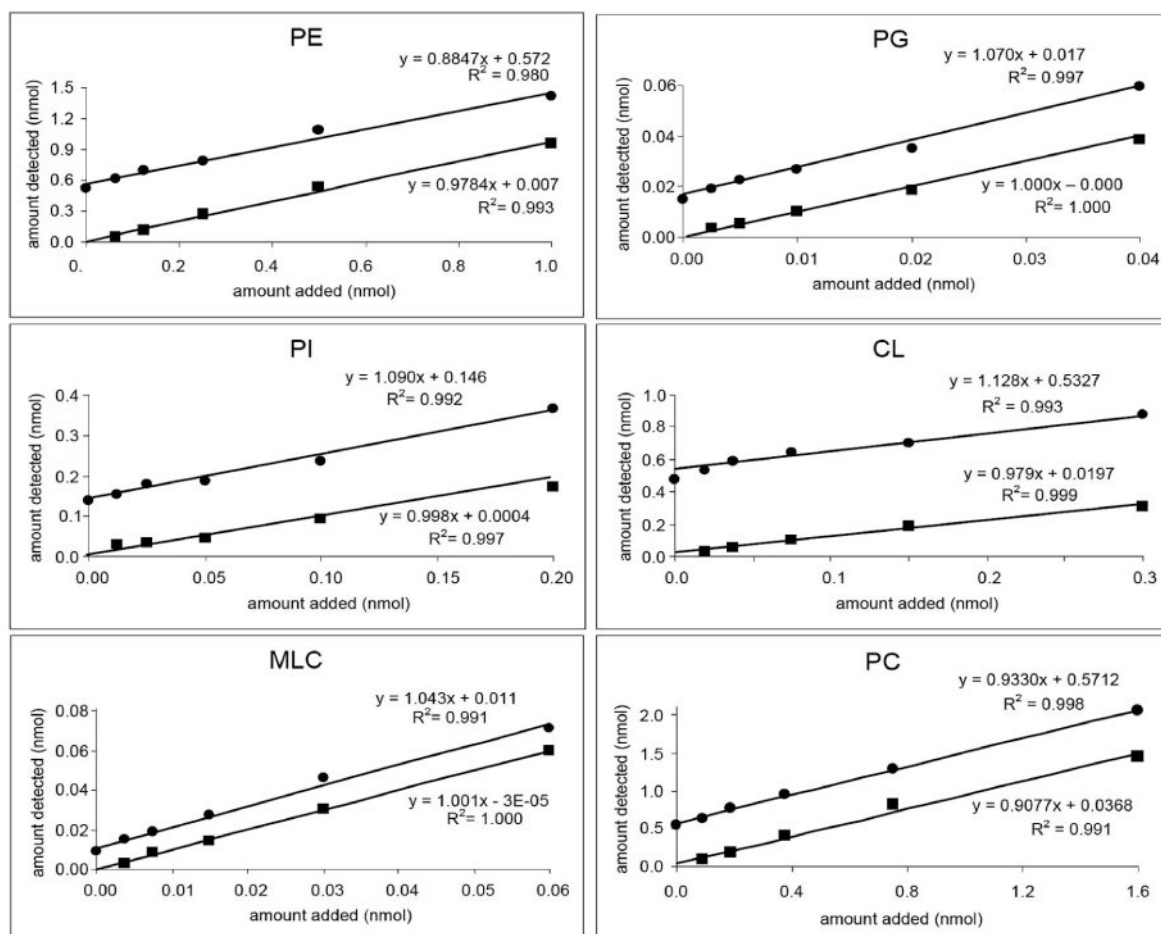 PE
y = 0.8847x + 0.572
R² = 0.980
amount detected (nmol)
1.5
1.2
0.9
0.6
0.3
0.0
y = 0.9784x + 0.007
R² = 0.993
0.
0.2
0.4
0.6
0.8
1.0
amount added (nmol)
PG
y = 1.070x + 0.017
R² = 0.997
amount detectted (nmol)
0.06
0.04
0.02
0.00
y = 1.000x – 0.000
R² = 1.000
0.00
0.01
0.02
0.03
0.04
amount added (nmol)
PI
y = 1.090x + 0.146
R²= 0.992
amount detected (nmol)
0.4
0.3
0.2
0.1
0.0
y = 0.998x + 0.0004
R² = 0.997
0.00
0.05
0.10
0.15
0.20
amount added (nmol)
CL
y = 1.128x + 0.5327
R² = 0.993
amount detected (nmol)
1.0
0.8
0.6
0.4
0.2
0.0
y = 0.979x + 0.0197
R² = 0.999
0.0
0.1
0.2
0.3
amount added (nmol)
MLC
y = 1.043x + 0.011
R²= 0.991
amount detected (nmol)
0.08
0.06
0.04
0.02
0.00
y = 1.001x - 3E-05
R² = 1.000
0.00
0.01
0.02
0.03
0.04
0.05
0.06
amount added (nmol)
PC
y = 0.9330x + 0.5712
R² = 0.998
amount detected (nmol)
2.0
1.5
1.0
0.5
0.0
y = 0.9077x + 0.0368
R² = 0.991
0.0
0.4
0.8
1.2
1.6
amount added (nmol)